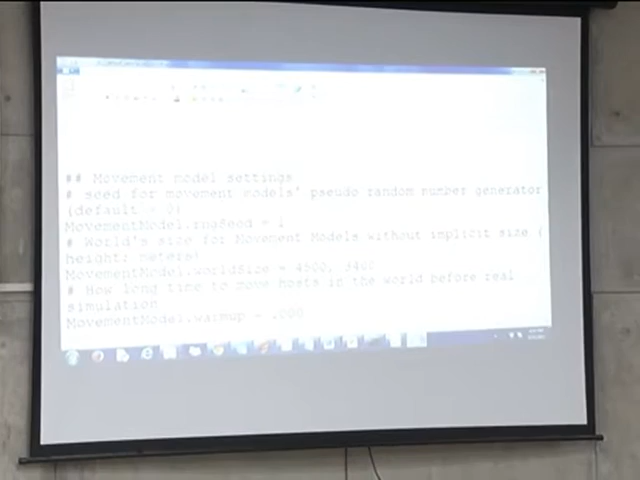 ## Movement model settings
# seed for movement models' pseudo random number generator
(default = 0)
MovementModel.rngSeed = 1
# World's size for Movement Models without implicit size (
height; meters)
MovementModel.worldSize = 4500, 3400
# How long time to move hosts in the world before real
simulation
MovementModel.warmup =